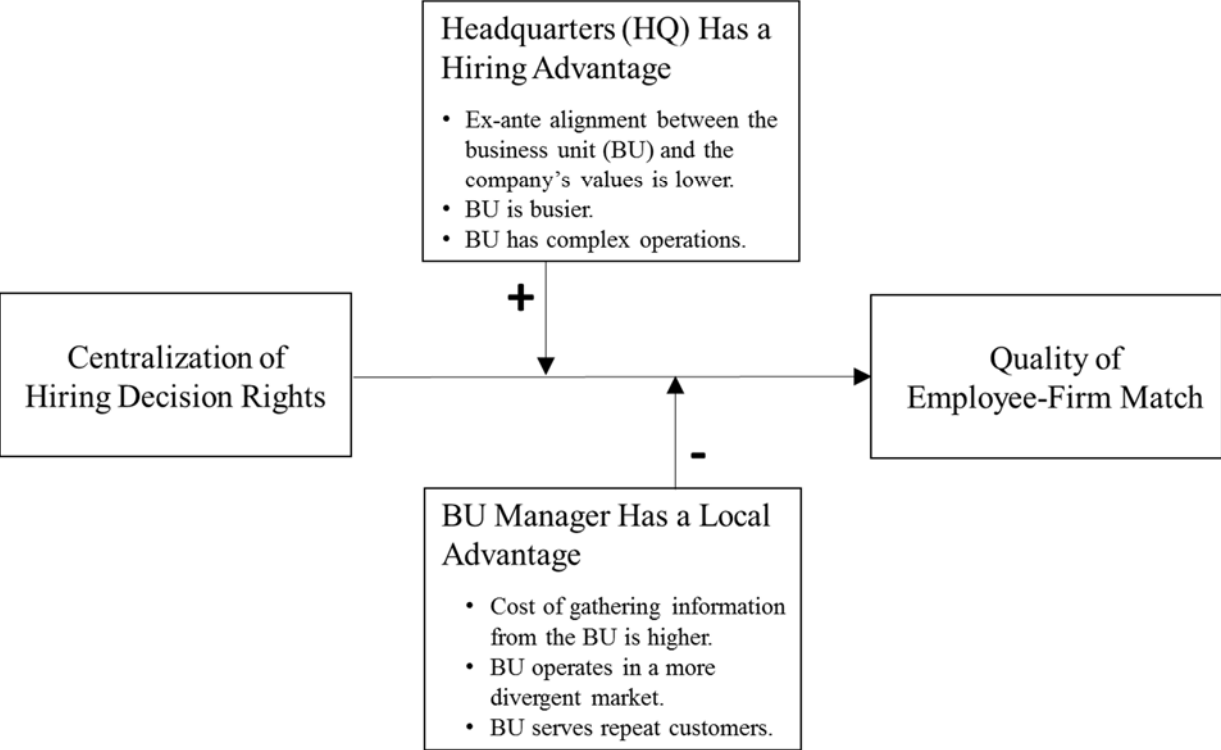 Headquarters (HQ) Has a
Hiring Advantage
• Ex-ante alignment between the
business unit (BU) and the
company’s values is lower.
• BU is busier.
• BU has complex operations.
+
Centralization of
Hiring Decision Rights
Quality of
Employee-Firm Match
-
BU Manager Has a Local
Advantage
• Cost of gathering information
from the BU is higher.
• BU operates in a more
divergent market.
• BU serves repeat customers.